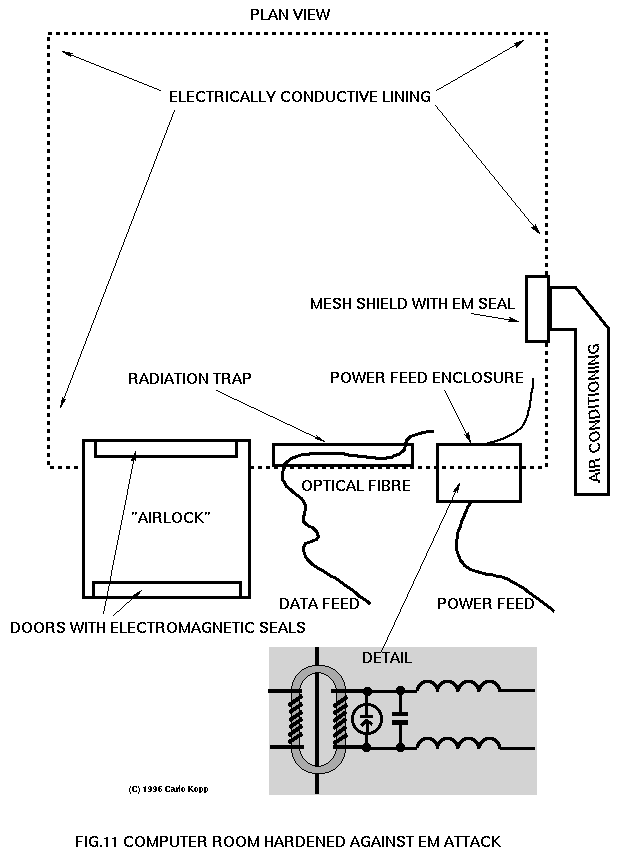 PLAN VIEW
ELECTRICALLY CONDUCTIVE LINING
MESH SHIELD WITH EM SEAL
AIR CONDITIONING
RADIATION TRAP
POWER FEED ENCLOSURE
OPTICAL FIBRE
"AIRLOCK"
DATA FEED
POWER FEED
DOORS WITH ELECTROMAGNETIC SEALS
DETAIL
(C) 1996 Carlo Kopp
FIG.11 COMPUTER ROOM HARDENED AGAINST EM ATTACK